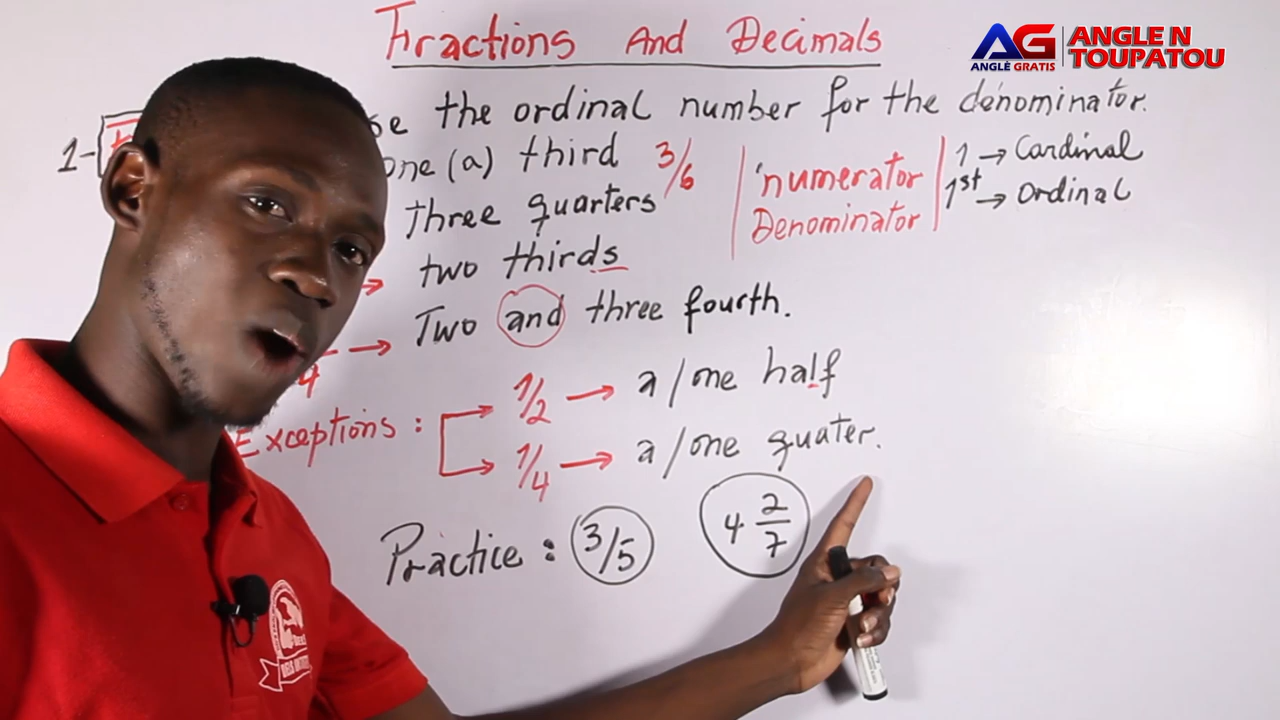 Fractions And Decimals
AG
ANGLÈ GRATIS
ANGLE N
TOUPATOU
1- the ordinal number for the denominator.
one (a) third
3/6
three quarters
numerator
Denominator
1 → Cardinal
1st → Ordinal
→ two thirds
4 → Two and three fourth.
Exceptions :
1/2 → a / one half
1/4 → a / one quater.
Practice : 3/5
4 2/7